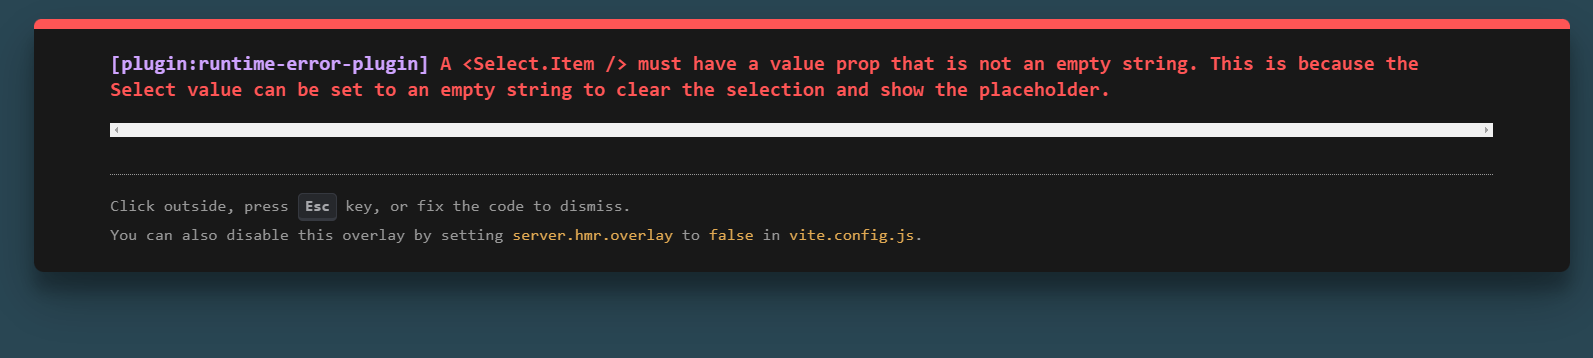 [plugin:runtime-error-plugin] A <Select.Item /> must have a value prop that is not an empty string. This is because the
Select value can be set to an empty string to clear the selection and show the placeholder.
Click outside, press Esc key, or fix the code to dismiss.
You can also disable this overlay by setting server.hmr.overlay to false in vite.config.js.